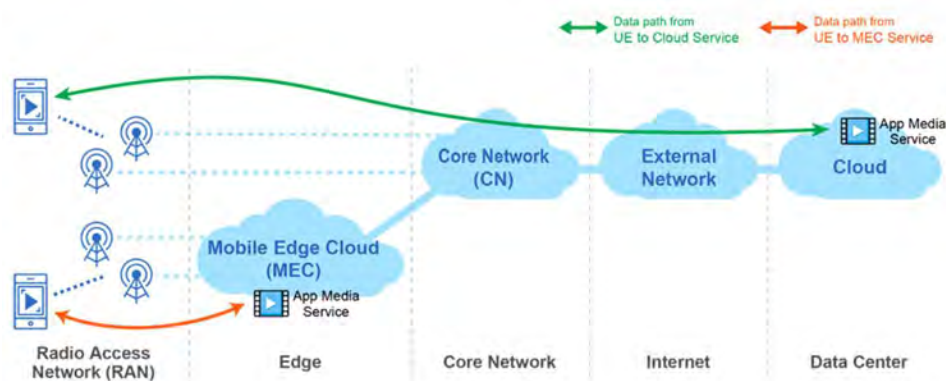 Data path from
UE to Cloud Service
Data path from
UE to MEC Service
App Media
Service
Core Network
(CN)
External
Network
Cloud
Mobile Edge Cloud
(MEC)
App Media
Service
Radio Access
Network (RAN)
Edge
Core Network
Internet
Data Center